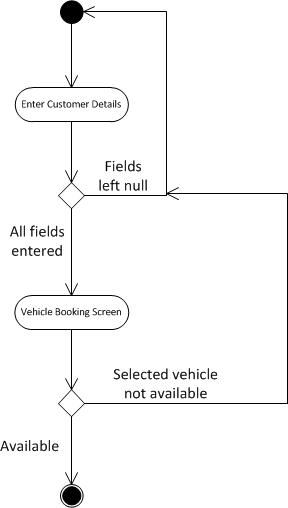 Enter Customer Details
Fields
left null
All fields
entered
Vehicle Booking Screen
Selected vehicle
not available
Available